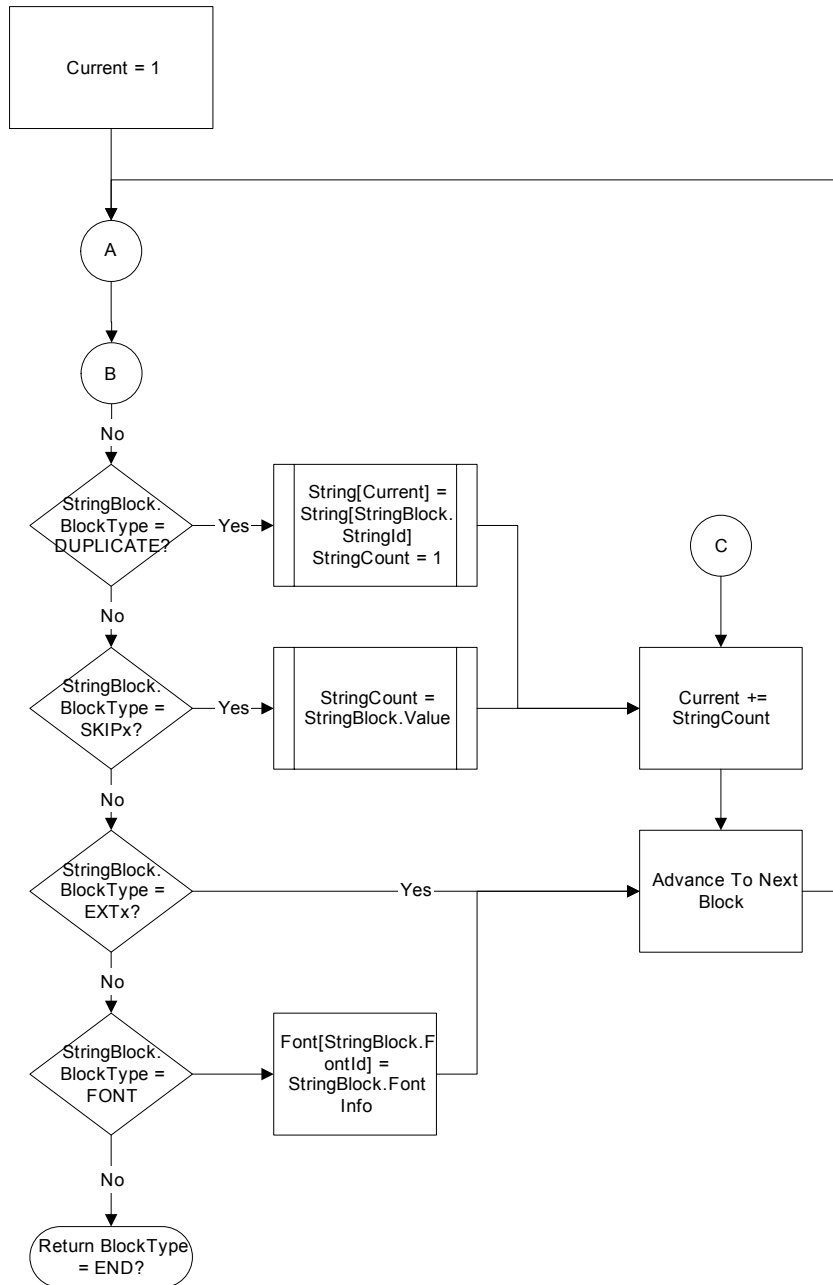 Current = 1
A
B
No
StringBlock.
BlockType =
DUPLICATE?
Yes
String[Current] =
String[StringBlock.
StringId]
StringCount = 1
C
No
StringBlock.
BlockType =
SKIPx?
Yes
StringCount =
StringBlock.Value
Current +=
StringCount
No
StringBlock.
BlockType =
EXTx?
Yes
Advance To Next
Block
No
StringBlock.
BlockType =
FONT
Font[StringBlock.F
ontId] =
StringBlock.Font
Info
No
Return BlockType
= END?